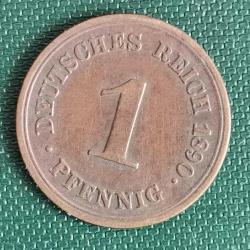 DEUTSCHES REICH 1890
1
· PFENNIG ·